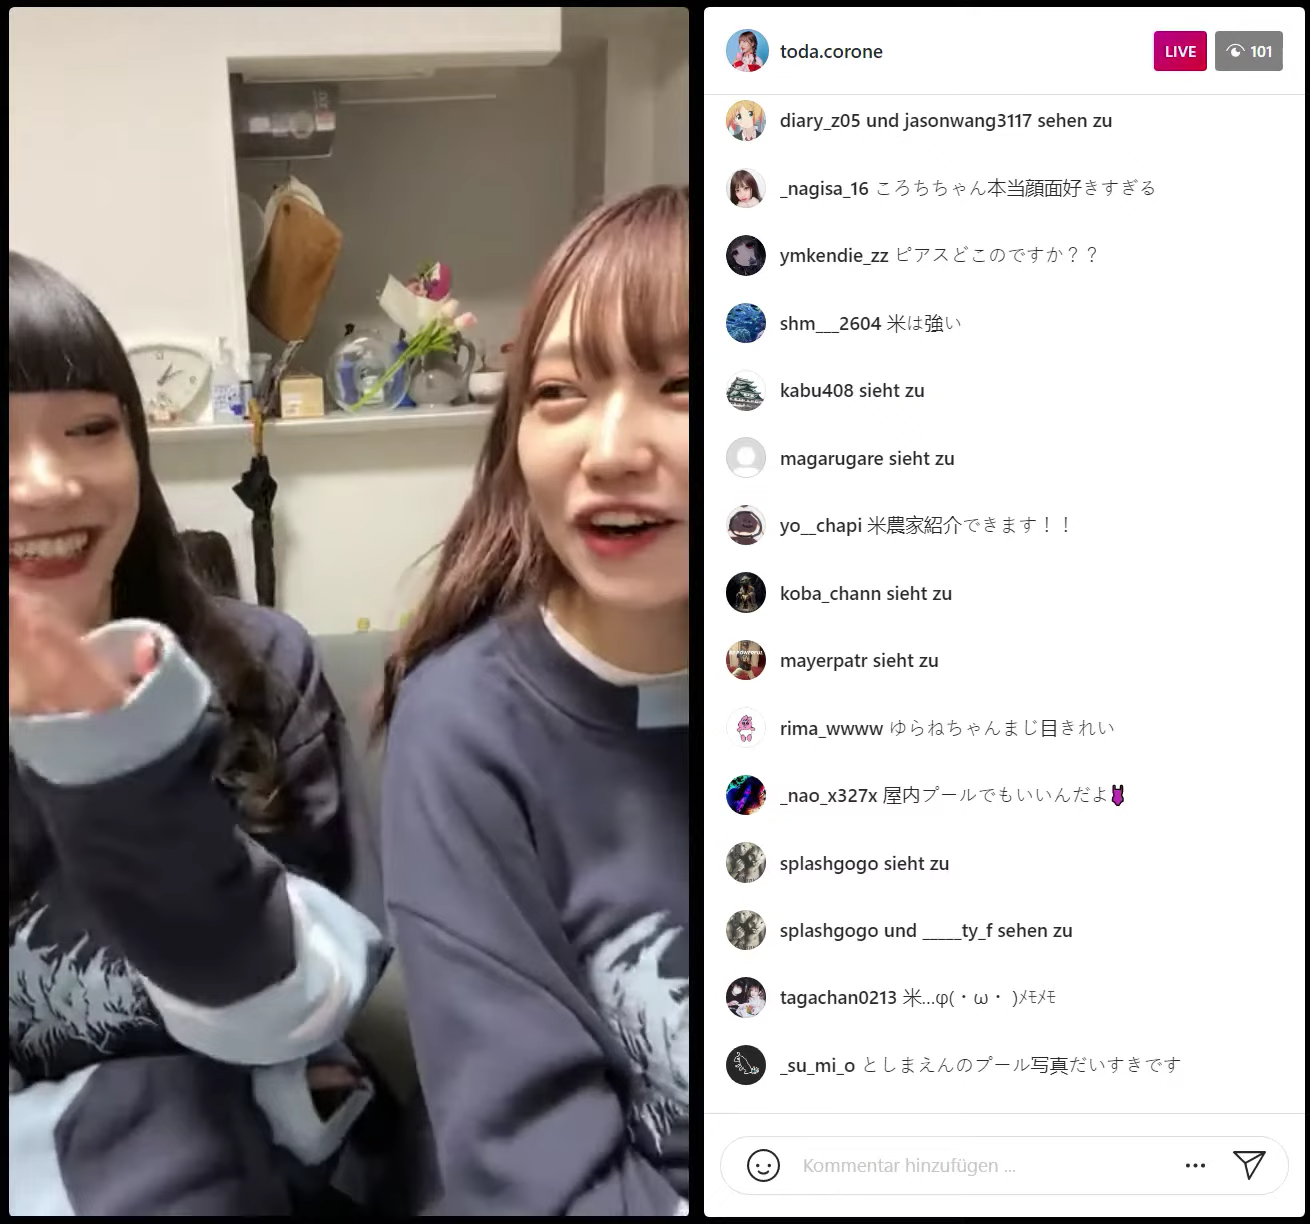 toda.corone
LIVE
101
diary_z05 und jasonwang3117 sehen zu
_nagisa_16 ころちちゃん本当顔面好きすぎる
ymkendie_zz ピアスどこのですか？？
shm___2604 米は強い
kabu408 sieht zu
magarugare sieht zu
yo__chapi 米農家紹介できます！！
koba_chann sieht zu
mayerpatr sieht zu
rima_wwww ゆらねちゃんまじ目きれい
_nao_x327x 屋内プールでもいいんだよ🩱
splashgogo sieht zu
splashgogo und _____ty_f sehen zu
tagachan0213 米...φ(・ω・ )ﾒﾓﾒﾓ
_su_mi_o としまえんのプール写真だいすきです
Kommentar hinzufügen ...